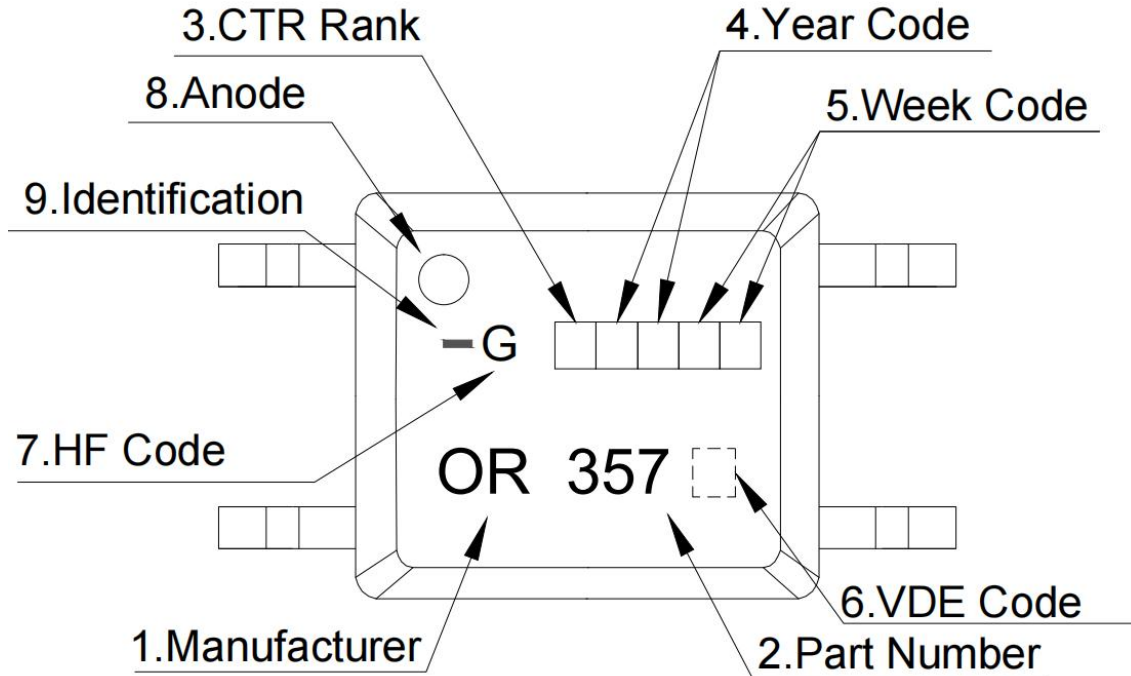 3.CTR Rank
4.Year Code
8.Anode
5.Week Code
9.Identification
-G
7.HF Code
OR 357
6.VDE Code
1.Manufacturer
2.Part Number